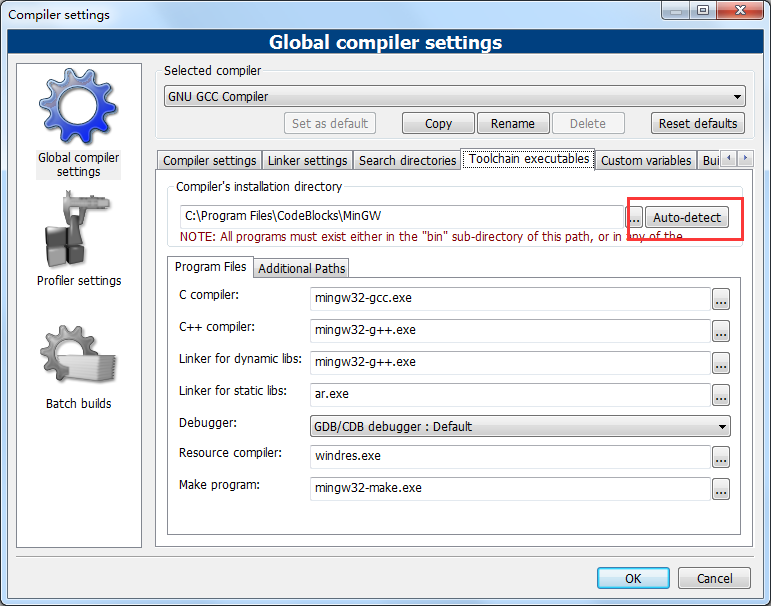 Compiler settings
Global compiler settings
Global compiler
settings
Profiler settings
Batch builds
Selected compiler
GNU GCC Compiler
Set as default Copy Rename Delete Reset defaults
Compiler settings Linker settings Search directories Toolchain executables Custom variables Bui
Compiler's installation directory
C:\Program Files\CodeBlocks\MinGW ... Auto-detect
NOTE: All programs must exist either in the "bin" sub-directory of this path, or in any of the
Program Files Additional Paths
C compiler: mingw32-gcc.exe ...
C++ compiler: mingw32-g++.exe ...
Linker for dynamic libs: mingw32-g++.exe ...
Linker for static libs: ar.exe ...
Debugger: GDB/CDB debugger : Default
Resource compiler: windres.exe ...
Make program: mingw32-make.exe ...
OK Cancel